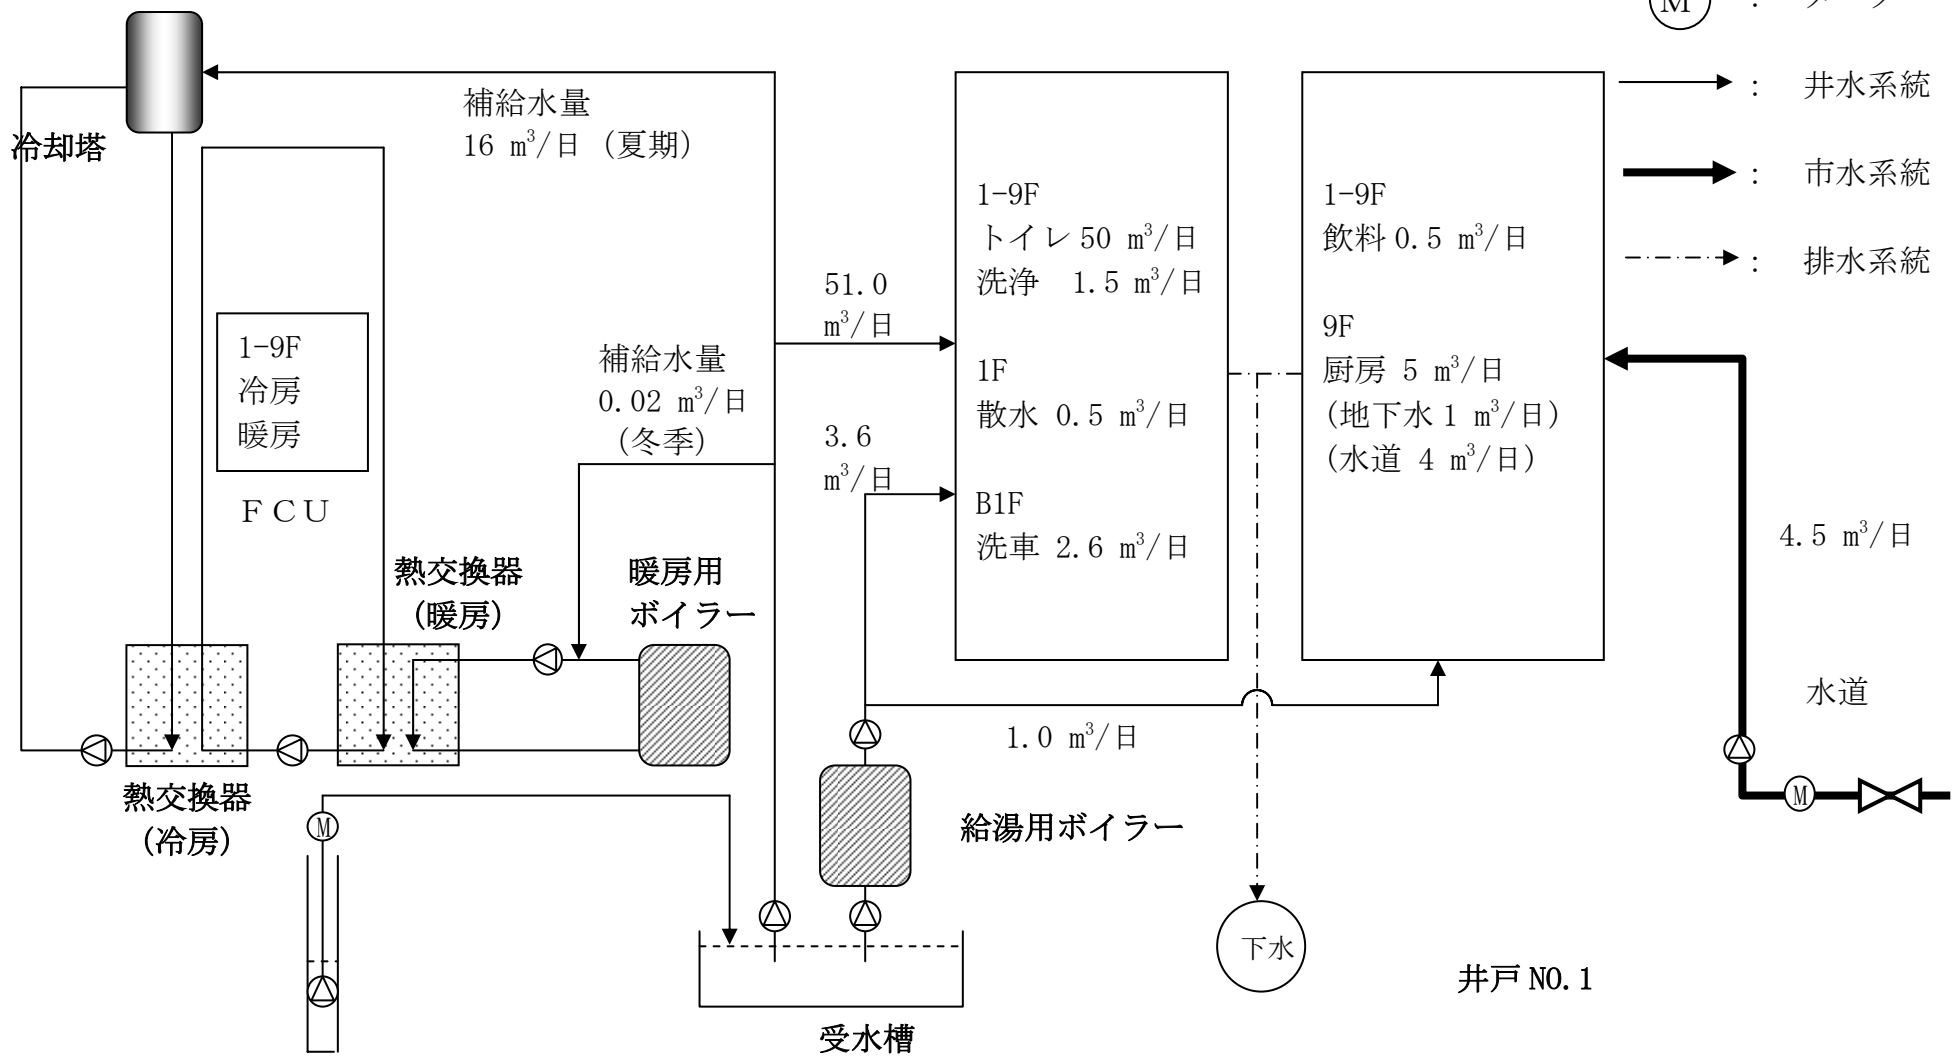 M : メーター
冷却塔
補給水量
16 m³/日 (夏期)
: 井水系統
: 市水系統
: 排水系統
1-9F
冷房
暖房
FCU
補給水量
0.02 m³/日
(冬季)
51.0
m³/日
3.6
m³/日
1-9F
トイレ 50 m³/日
洗浄 1.5 m³/日
1F
散水 0.5 m³/日
B1F
洗車 2.6 m³/日
1-9F
飲料 0.5 m³/日
9F
厨房 5 m³/日
(地下水 1 m³/日)
(水道 4 m³/日)
4.5 m³/日
水道
M
熱交換器
(暖房)
暖房用
ボイラー
熱交換器
(冷房)
M
1.0 m³/日
給湯用ボイラー
下水
井戸 NO.1
受水槽